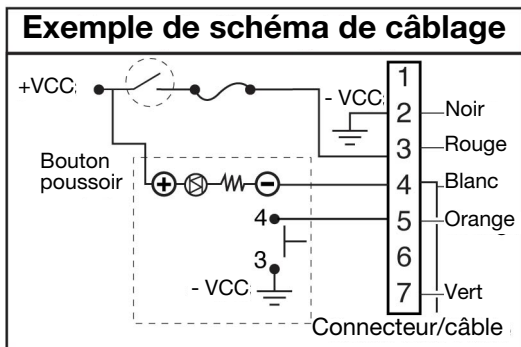 Exemple de schéma de câblage
+VCC
- VCC
1
2 Noir
3 Rouge
Bouton
poussoir
+
-
4 Blanc
4
5 Orange
3
6
- VCC
7 Vert
Connecteur/câble